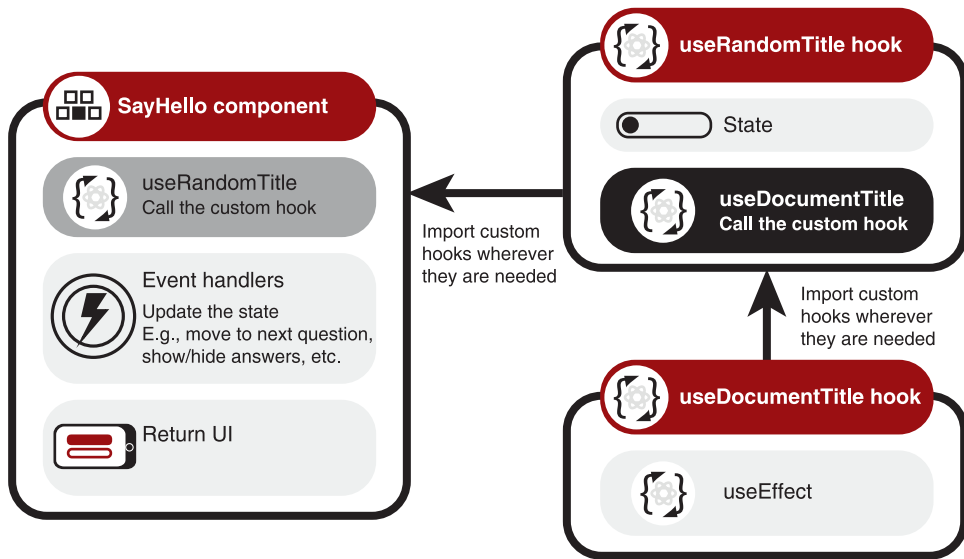 SayHello component
useRandomTitle
Call the custom hook
Event handlers
Update the state
E.g., move to next question,
show/hide answers, etc.
Return UI
Import custom
hooks wherever
they are needed
useRandomTitle hook
State
useDocumentTitle
Call the custom hook
Import custom
hooks wherever
they are needed
useDocumentTitle hook
useEffect